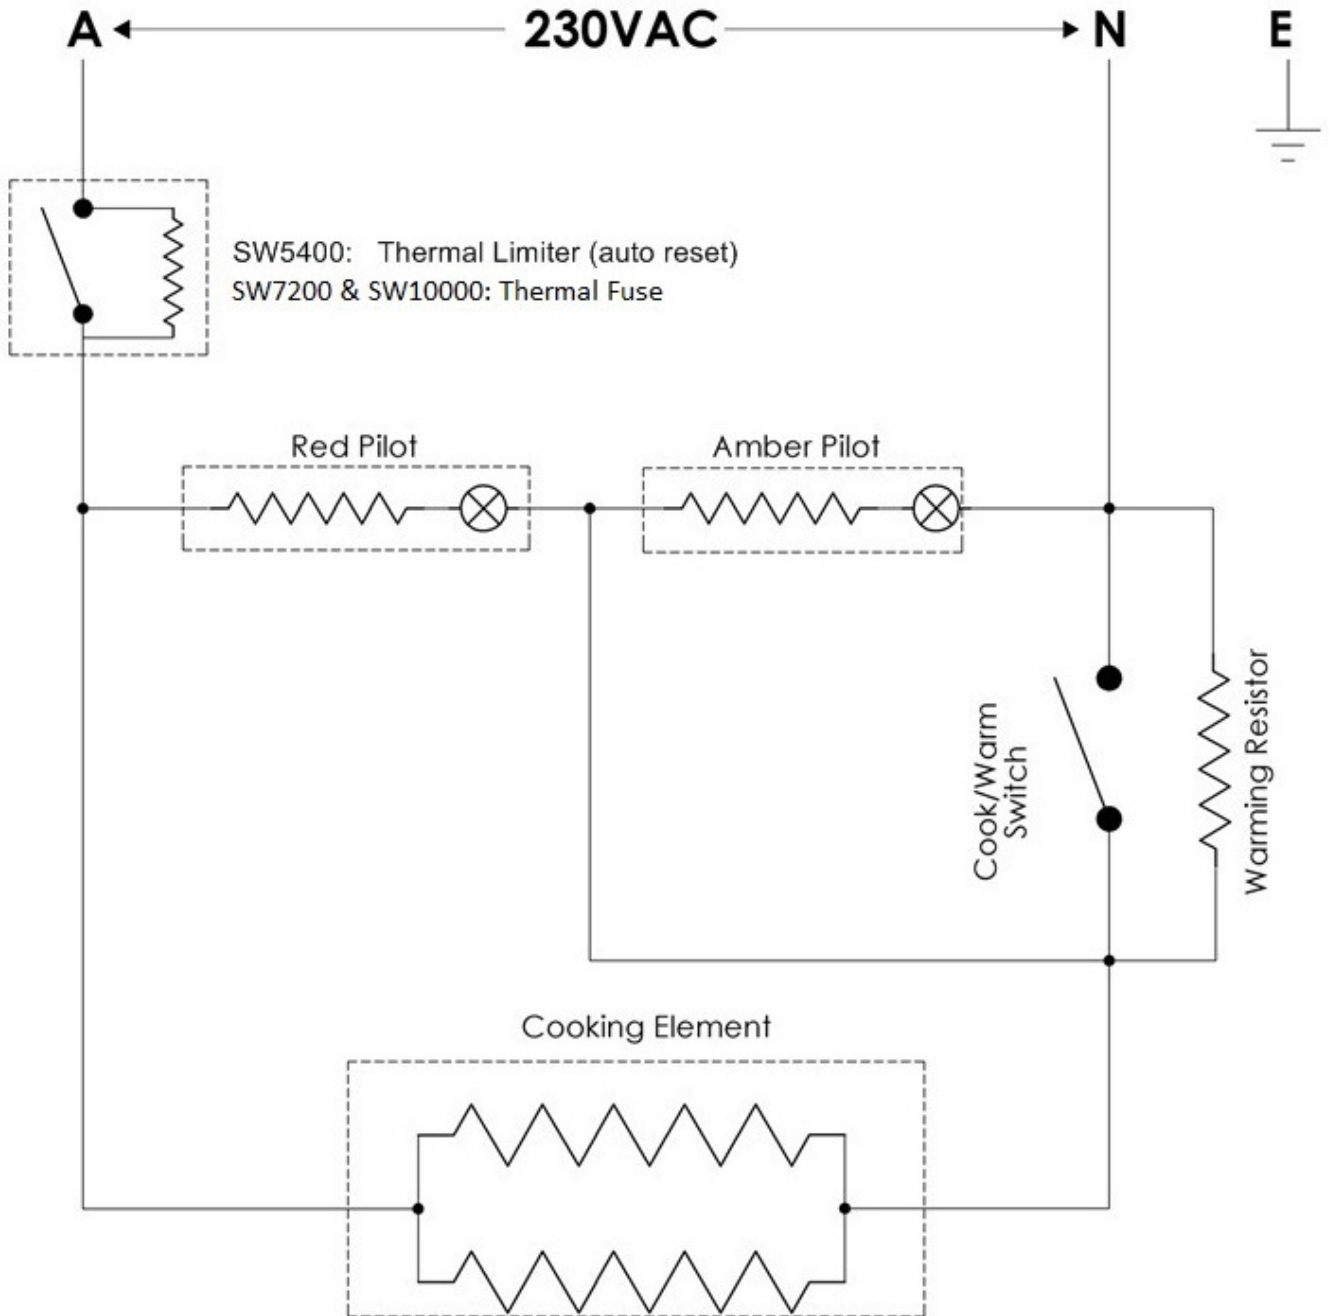 A 230VAC N E
SW5400: Thermal Limiter (auto reset)
SW7200 & SW10000: Thermal Fuse
Red Pilot
Amber Pilot
Cook/Warm
Switch
Warming Resistor
Cooking Element